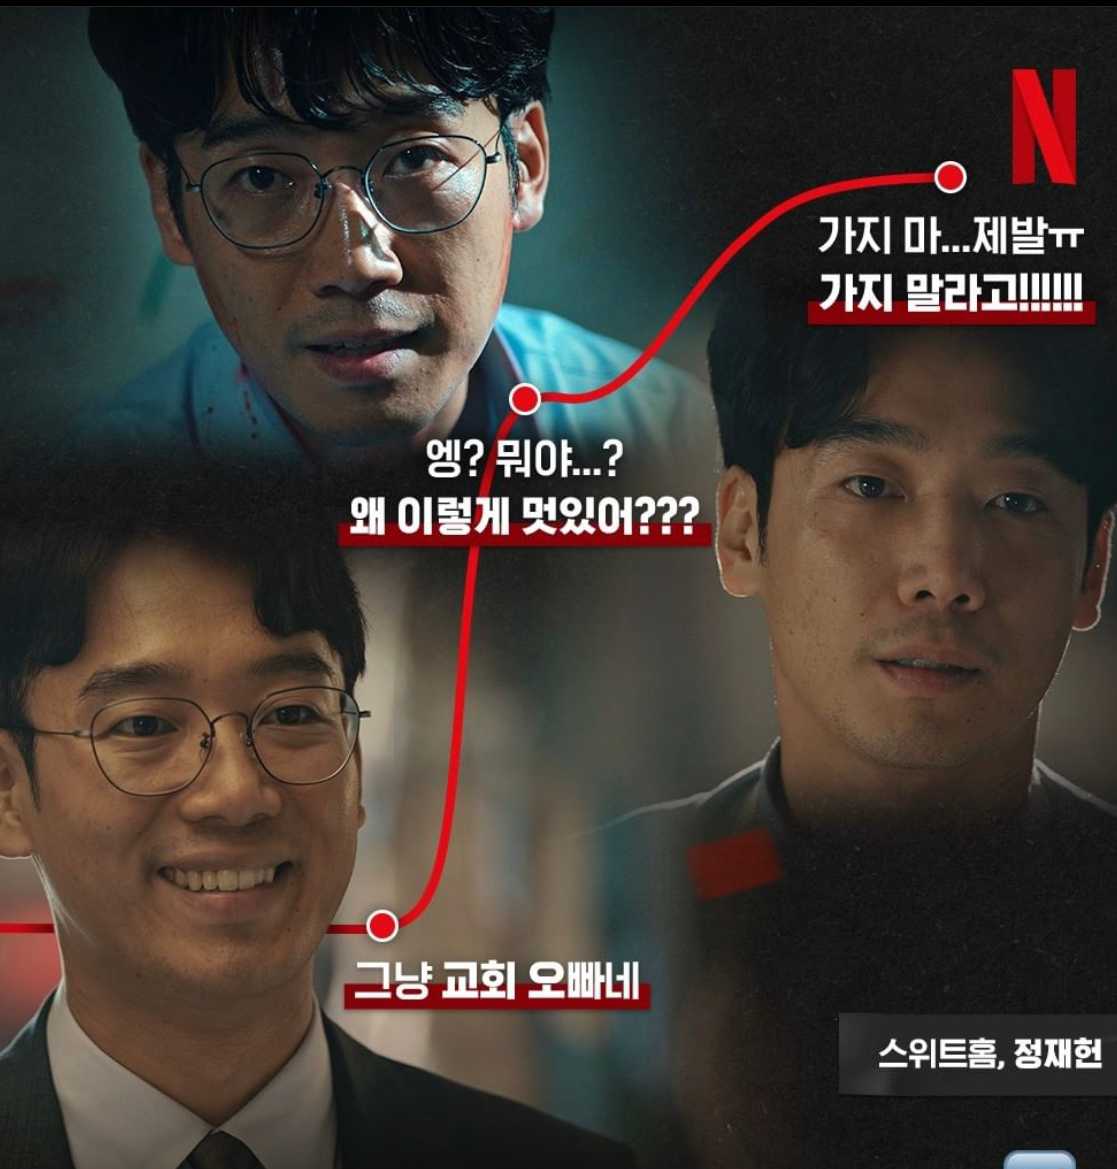 N
가지 마...제발ㅠ
가지 말라고!!!!!!
엥? 뭐야...?
왜 이렇게 멋있어???
그냥 교회 오빠네
스위트홈, 정재헌